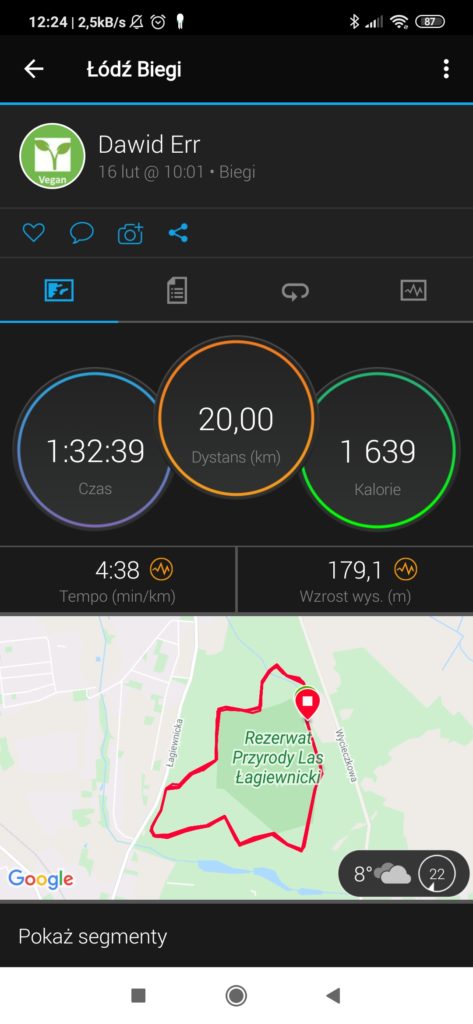 12:24 | 2,5kB/s
87
Łódź Biegi
Dawid Err
16 lut @ 10:01 • Biegi
Vegan
1:32:39
Czas
20,00
Dystans (km)
1 639
Kalorie
4:38
Tempo (min/km)
179,1
Wzrost wys. (m)
Łagiewnicka
Wycieczkowa
Rezerwat
Przyrody Las
Łagiewnicki
Google
8°
22
Pokaż segmenty